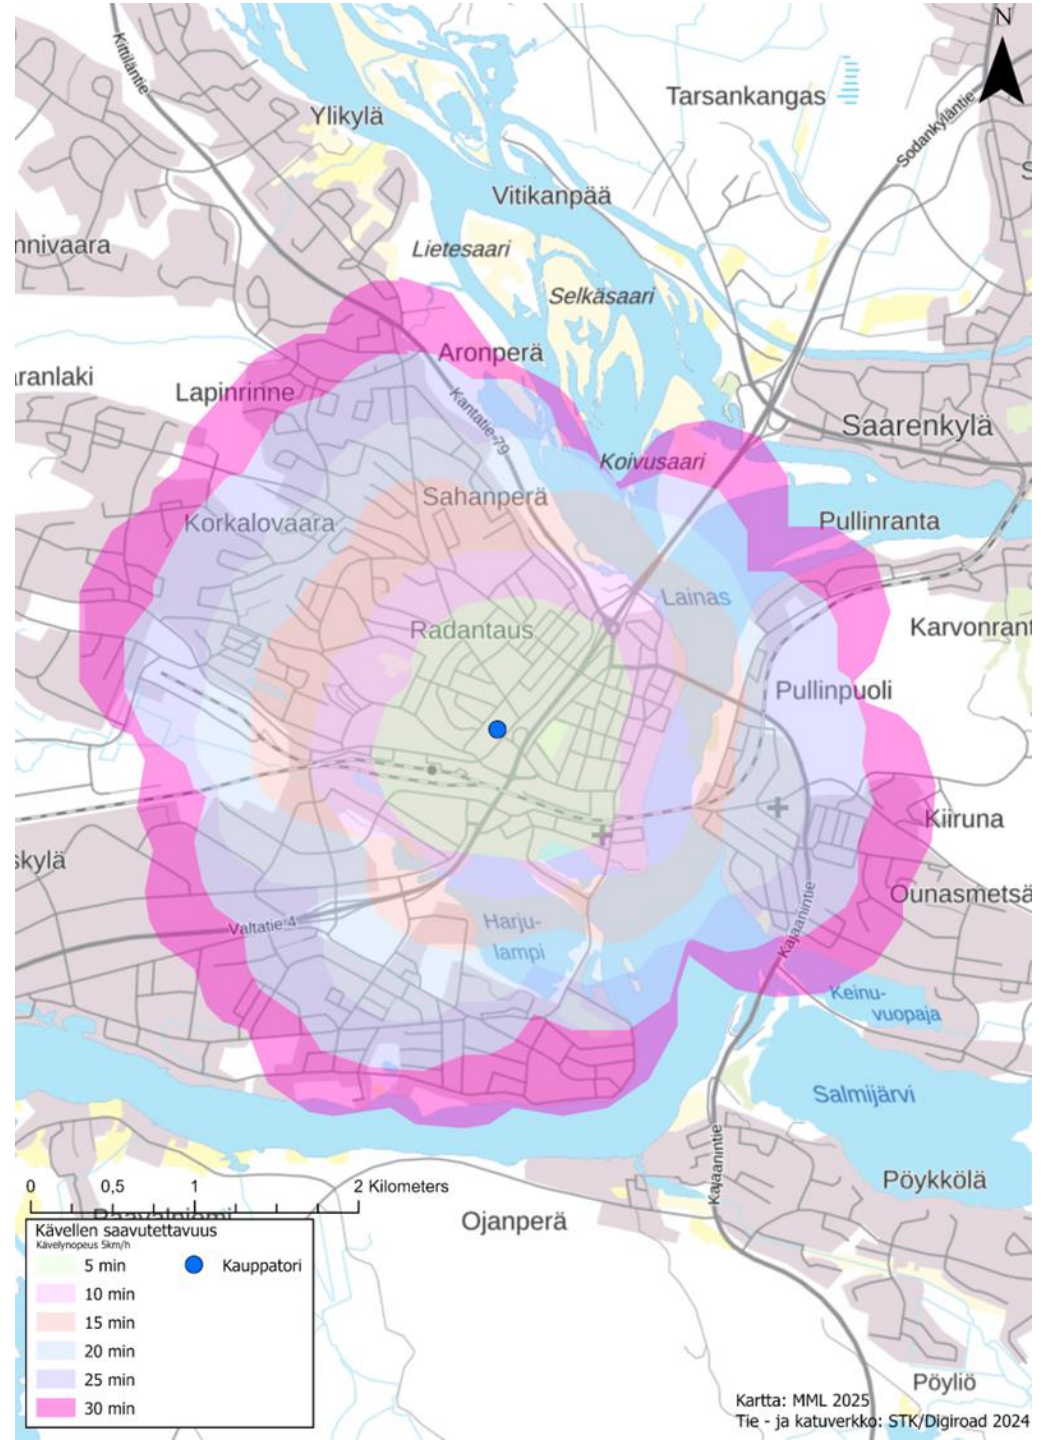 N
Kittiläntie
Ylikylä
Tarsankangas
Sodankyläntie
Vitikanpää
nnivaara
Lietesaari
Selkäsaari
Aronperä
aranlaki
Lapinrinne
Kantatie 79
Saarenkylä
Koivusaari
Sahanperä
Korkalovaara
Pullinranta
Lainas
Radantaus
Karvonrant
Pullinpuoli
Kiiruna
skylä
Ounasmetsä
Kajaanintie
Valtatie 4
Harju-
lampi
Keinu-
vuopaja
Salmijärvi
Kajaanintie
Pöykkölä
0 0,5 1 2 Kilometers
Ojanperä
Kävellen saavutettavuus
Kävelynopeus 5km/h
5 min Kauppatori
10 min
15 min
20 min
25 min
30 min
Pöyliö
Kartta: MML 2025
Tie - ja katuverkko: STK/Digiroad 2024